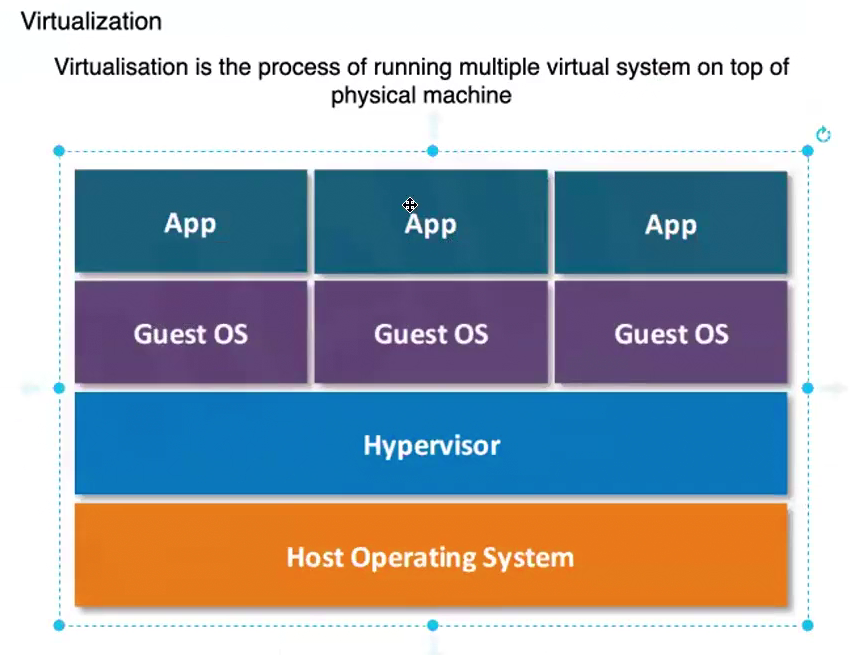 Virtualization
Virtualisation is the process of running multiple virtual system on top of
physical machine
App App App
Guest OS Guest OS Guest OS
Hypervisor
Host Operating System